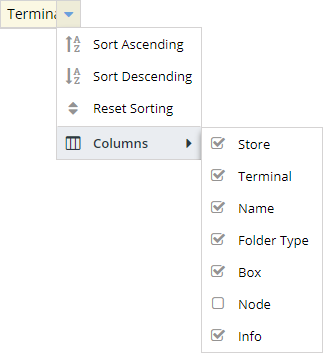 Termina
Sort Ascending
Sort Descending
Reset Sorting
Columns
Store
Terminal
Name
Folder Type
Box
Node
Info